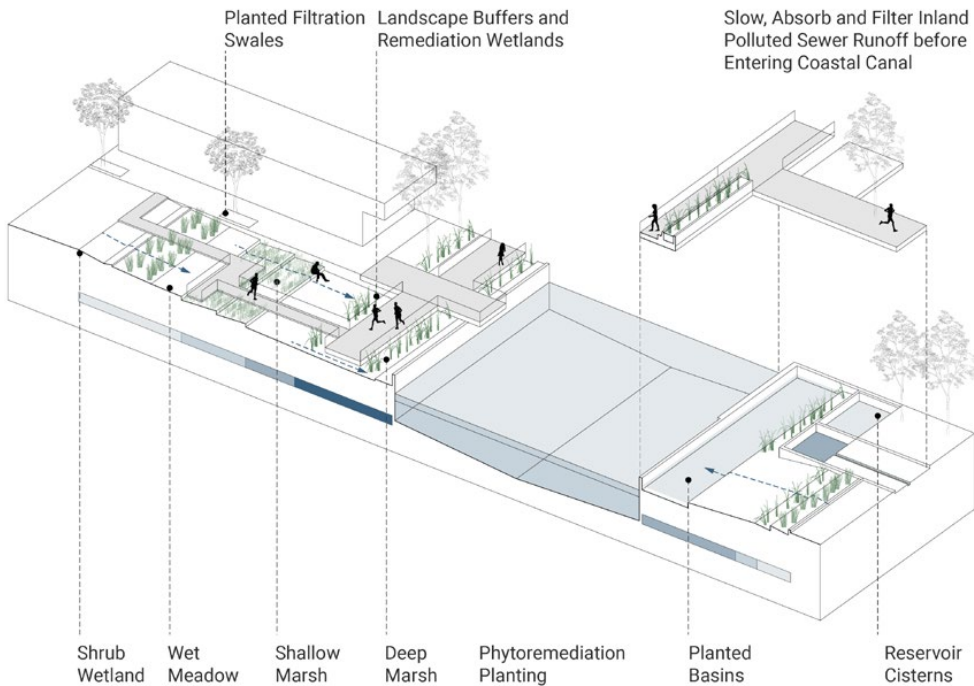 Planted Filtration
Swales
Landscape Buffers and
Remediation Wetlands
Slow, Absorb and Filter Inland
Polluted Sewer Runoff before
Entering Coastal Canal
Shrub
Wetland
Wet
Meadow
Shallow
Marsh
Deep
Marsh
Phytoremediation
Planting
Planted
Basins
Reservoir
Cisterns